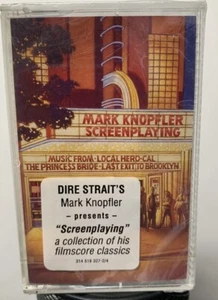 MARK KNOPFLER
SCREENPLAYING
MUSIC FROM·LOCAL HERO·CAL
THE PRINCESS BRIDE·LAST EXIT TO BROOKLYN
DIRE STRAIT'S
Mark Knopfler
– presents –
"Screenplaying"
a collection of his
filmscore classics